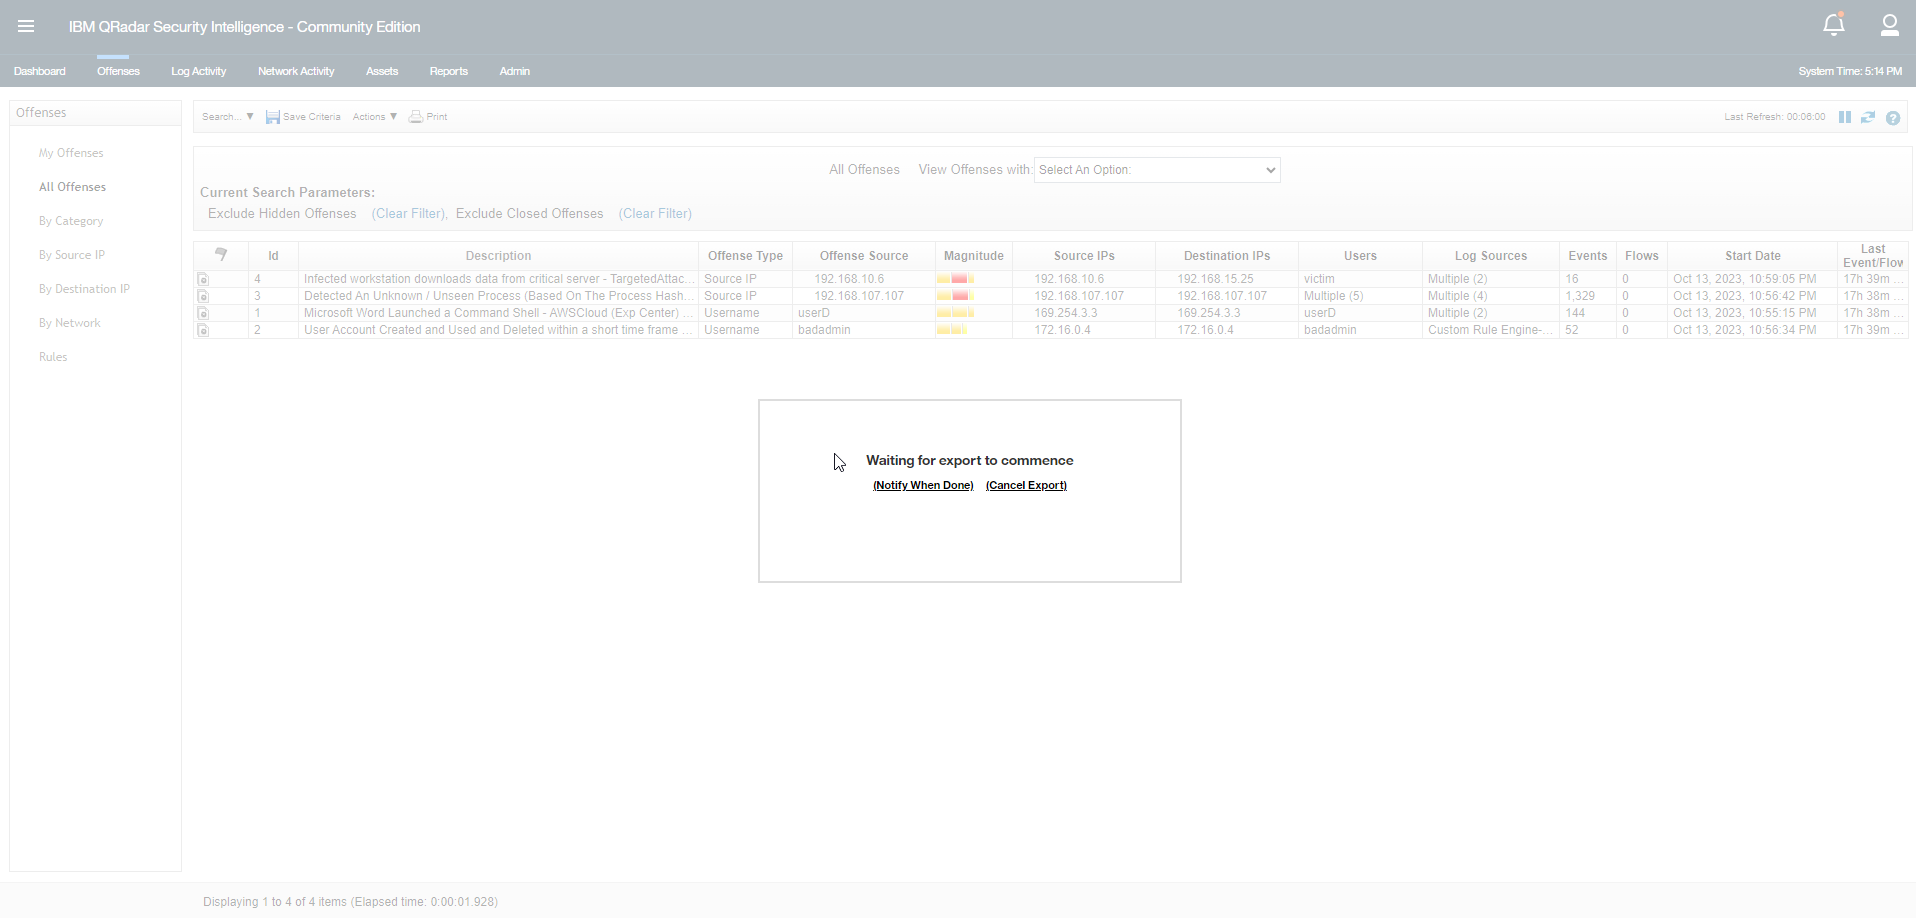 IBM QRadar Security Intelligence - Community Edition
Dashboard Offenses Log Activity Network Activity Assets Reports Admin System Time: 5:14 PM
Offenses
My Offenses
All Offenses
By Category
By Source IP
By Destination IP
By Network
Rules
Search... ▼ Save Criteria Actions ▼ Print Last Refresh: 00:06:00
All Offenses View Offenses with: Select An Option:
Current Search Parameters:
Exclude Hidden Offenses (Clear Filter), Exclude Closed Offenses (Clear Filter)
Id Description Offense Type Offense Source Magnitude Source IPs Destination IPs Users Log Sources Events Flows Start Date Last Event/Flow
4 Infected workstation downloads data from critical server - TargetedAttac... Source IP 192.168.10.6 192.168.10.6 192.168.15.25 victim Multiple (2) 16 0 Oct 13, 2023, 10:59:05 PM 17h 39m ...
3 Detected An Unknown / Unseen Process (Based On The Process Hash... Source IP 192.168.107.107 192.168.107.107 192.168.107.107 Multiple (5) Multiple (4) 1,329 0 Oct 13, 2023, 10:56:42 PM 17h 38m ...
1 Microsoft Word Launched a Command Shell - AWSCloud (Exp Center) ... Username userD 169.254.3.3 169.254.3.3 userD Multiple (2) 144 0 Oct 13, 2023, 10:55:15 PM 17h 38m ...
2 User Account Created and Used and Deleted within a short time frame ... Username badadmin 172.16.0.4 172.16.0.4 badadmin Custom Rule Engine-... 52 0 Oct 13, 2023, 10:56:34 PM 17h 39m ...
Waiting for export to commence
(Notify When Done) (Cancel Export)
Displaying 1 to 4 of 4 items (Elapsed time: 0:00:01.928)